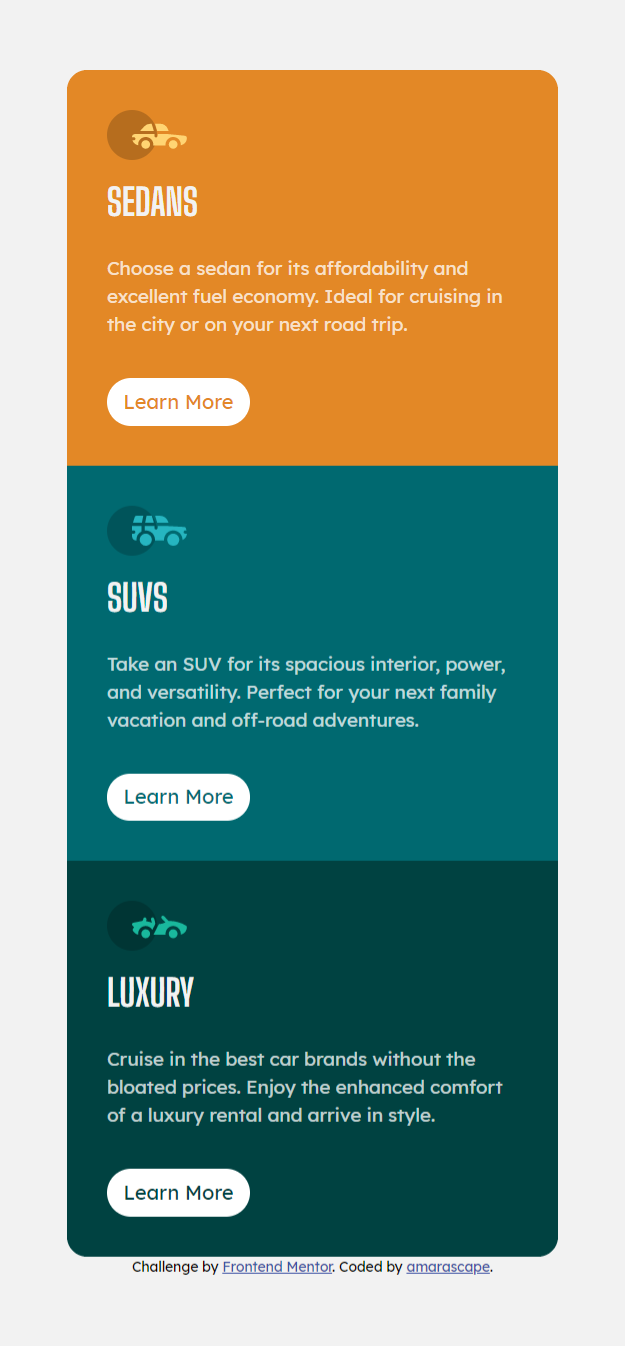 SEDANS
Choose a sedan for its affordability and
excellent fuel economy. Ideal for cruising in
the city or on your next road trip.
Learn More
SUVS
Take an SUV for its spacious interior, power,
and versatility. Perfect for your next family
vacation and off-road adventures.
Learn More
LUXURY
Cruise in the best car brands without the
bloated prices. Enjoy the enhanced comfort
of a luxury rental and arrive in style.
Learn More
Challenge by Frontend Mentor. Coded by amarascape.